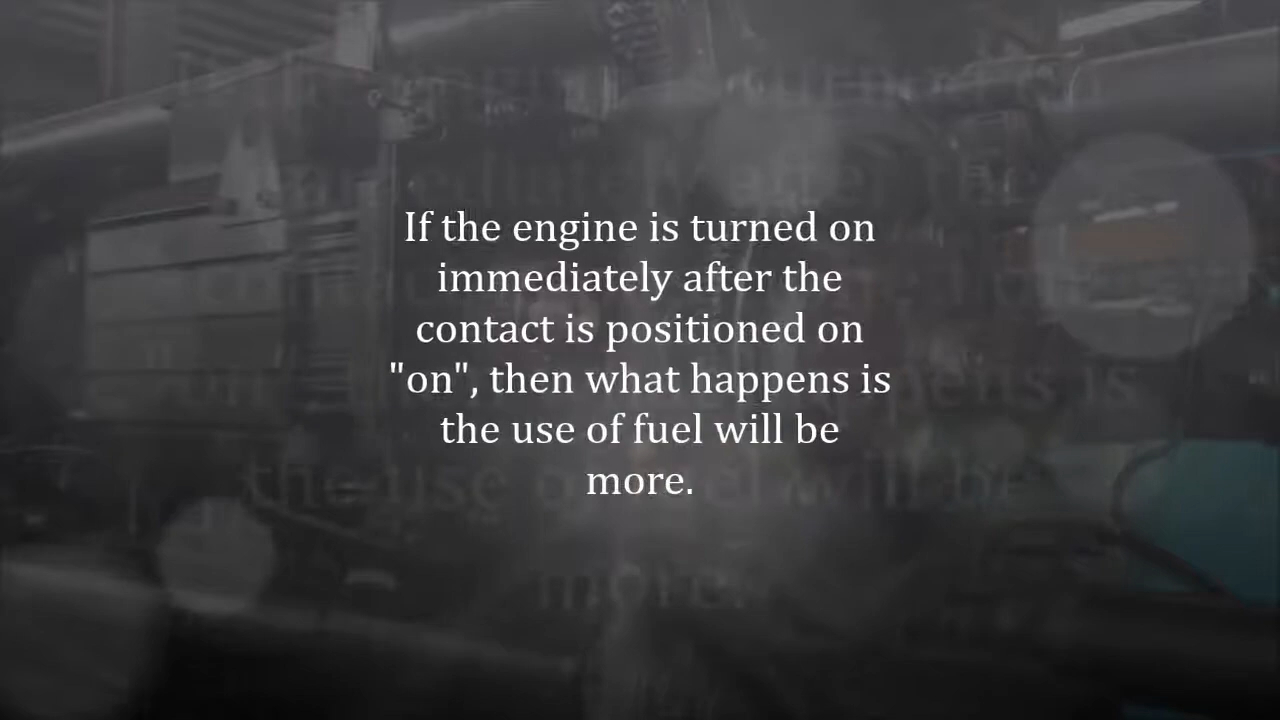 If the engine is turned on
immediately after the
contact is positioned on
"on", then what happens is
the use of fuel will be
more.